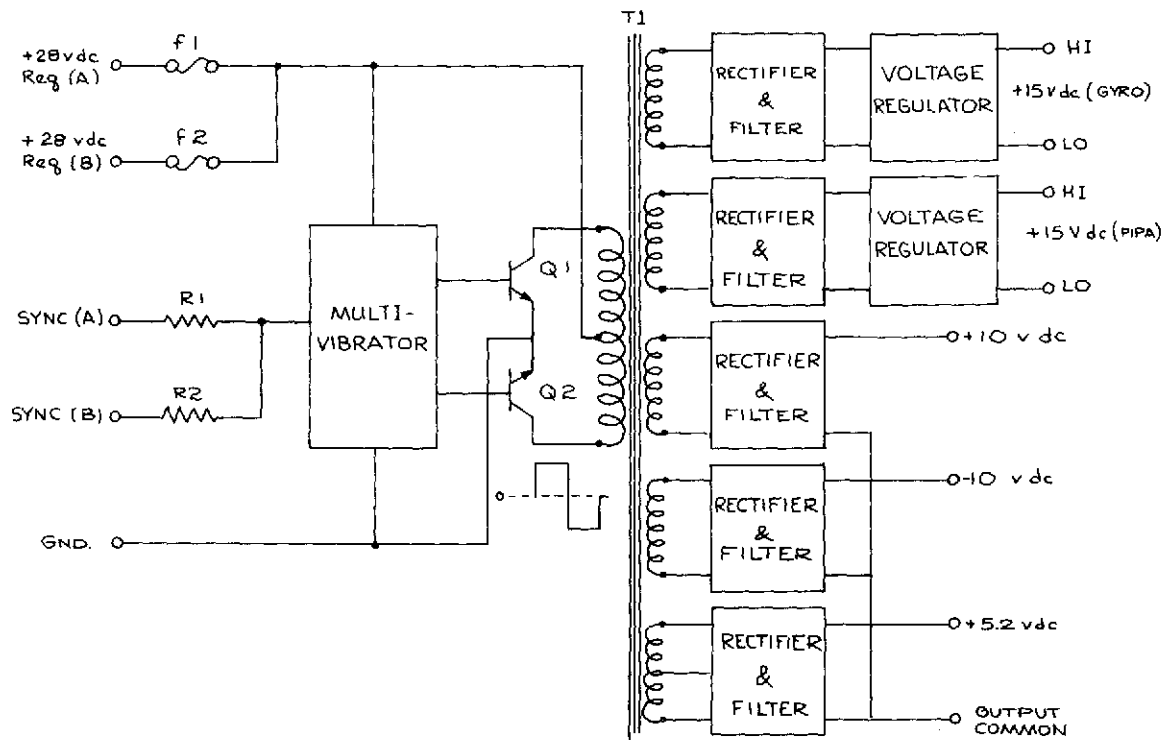 T1
+28vdc
Reg (A)
f1
+28 vdc
Reg (B)
f2
SYNC (A)
R1
SYNC (B)
R2
MULTI-
VIBRATOR
Q1
Q2
GND.
RECTIFIER
&
FILTER
VOLTAGE
REGULATOR
HI
+15 vdc (GYRO)
LO
RECTIFIER
&
FILTER
VOLTAGE
REGULATOR
HI
+15 Vdc (PIPA)
LO
RECTIFIER
&
FILTER
+10 v dc
RECTIFIER
&
FILTER
-10 v dc
RECTIFIER
&
FILTER
+5.2 vdc
OUTPUT
COMMON